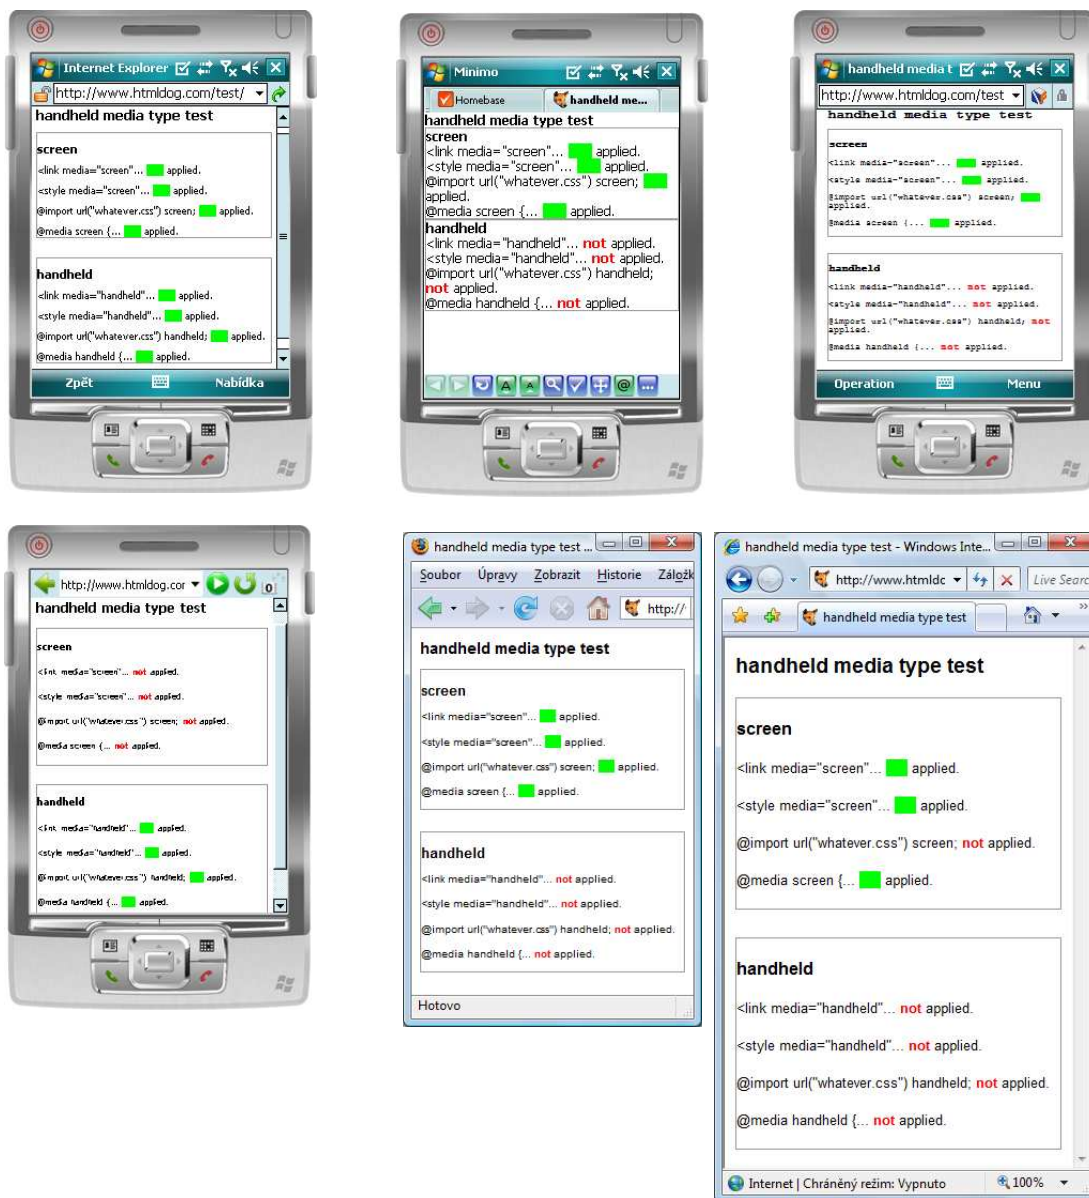 Internet Explorer
http://www.htmldog.com/test/
handheld media type test
screen
<link media="screen"... applied.
<style media="screen"... applied.
@import url("whatever.css") screen; applied.
@media screen {... applied.
handheld
<link media="handheld"... applied.
<style media="handheld"... applied.
@import url("whatever.css") handheld; applied.
@media handheld {... applied.
Zpět
Nabídka
Minimo
Homebase
handheld me...
handheld media type test
screen
<link media="screen"... applied.
<style media="screen"... applied.
@import url("whatever.css") screen;
applied.
@media screen {... applied.
handheld
<link media="handheld"... not applied.
<style media="handheld"... not applied.
@import url("whatever.css") handheld;
not applied.
@media handheld {... not applied.
A
A
@
handheld media t
http://www.htmldog.com/test
handheld media type test
screen
<link media="screen"... applied.
<style media="screen"... applied.
@import url("whatever.css") screen;
applied.
@media screen {... applied.
handheld
<link media="handheld"... not applied.
<style media="handheld"... not applied.
@import url("whatever.css") handheld; not
applied.
@media handheld {... not applied.
Operation
Menu
http://www.htmldog.cor
0
handheld media type test
screen
<link media="screen"... not applied.
<style media="screen"... not applied.
@import url("whatever.css") screen; not applied.
@media screen {... not applied.
handheld
<link media="handheld"... applied.
<style media="handheld"... applied.
@import url("whatever.css") handheld; applied.
@media handheld {... applied.
handheld media type test ...
Soubor Úpravy Zobrazit Historie Záložk
http://
handheld media type test
screen
<link media="screen"... applied.
<style media="screen"... applied.
@import url("whatever.css") screen; applied.
@media screen {... applied.
handheld
<link media="handheld"... not applied.
<style media="handheld"... not applied.
@import url("whatever.css") handheld; not applied.
@media handheld {... not applied.
Hotovo
handheld media type test - Windows Inte...
http://www.htmldc
Live Searc
handheld media type test
handheld media type test
screen
<link media="screen"... applied.
<style media="screen"... applied.
@import url("whatever.css") screen; not applied.
@media screen {... applied.
handheld
<link media="handheld"... not applied.
<style media="handheld"... not applied.
@import url("whatever.css") handheld; not applied.
@media handheld {... not applied.
Internet | Chráněný režim: Vypnuto
100%